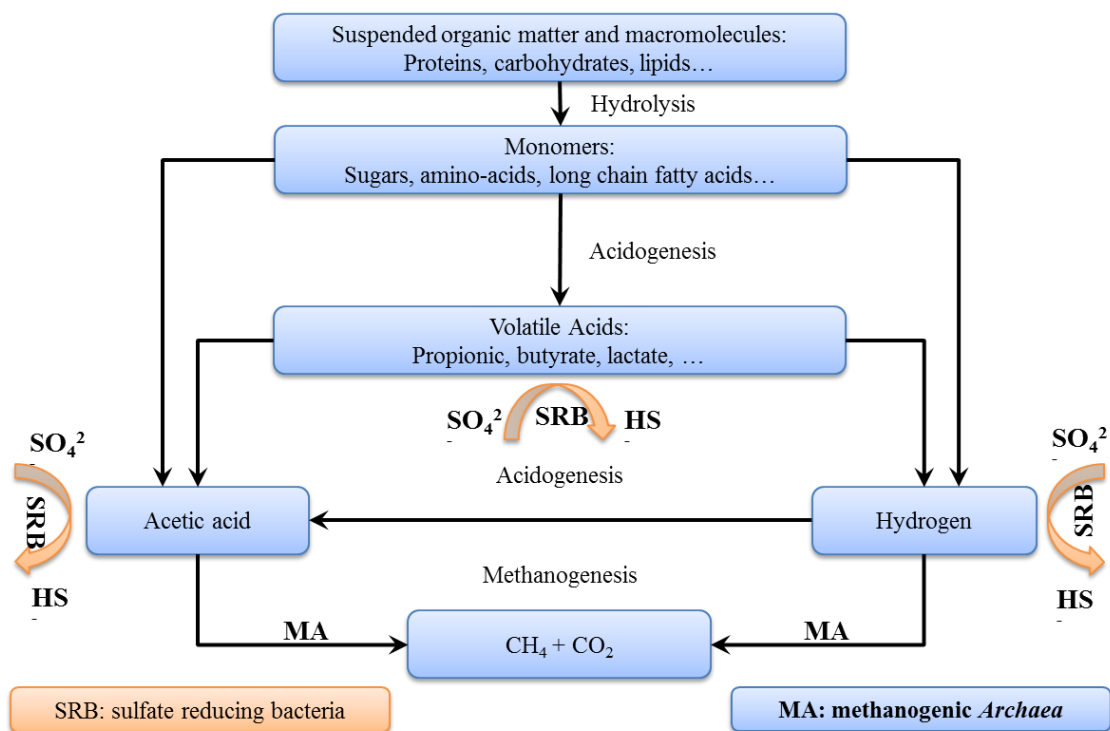 Suspended organic matter and macromolecules:
Proteins, carbohydrates, lipids…
Hydrolysis
Monomers:
Sugars, amino-acids, long chain fatty acids…
Acidogenesis
Volatile Acids:
Propionic, butyrate, lactate, …
SO₄²
-
SRB
HS
-
SO₄²
-
SRB
HS
-
SO₄²
-
SRB
HS
-
Acidogenesis
Acetic acid
Hydrogen
Methanogenesis
MA
CH₄ + CO₂
MA
SRB: sulfate reducing bacteria
MA: methanogenic Archaea